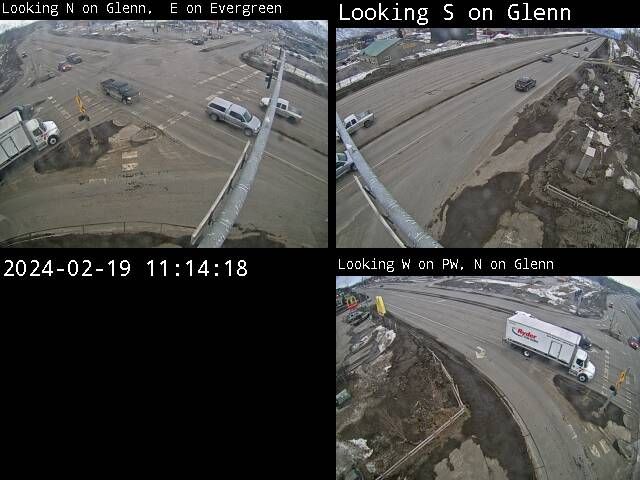 Looking N on Glenn,  E on Evergreen
Looking S on Glenn
2024-02-19 11:14:18
Looking W on PW, N on Glenn
Ryder